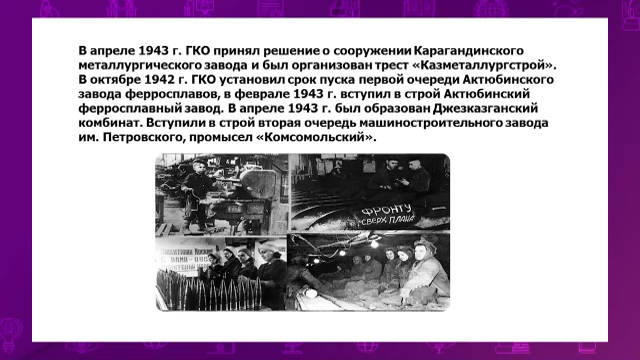 В апреле 1943 г. ГКО принял решение о сооружении Карагандинского
металлургического завода и был организован трест «Казметаллургстрой».
В октябре 1942 г. ГКО установил срок пуска первой очереди Актюбинского
завода ферросплавов, в феврале 1943 г. вступил в строй Актюбинский
ферросплавный завод. В апреле 1943 г. был образован Джезказганский
комбинат. Вступили в строй вторая очередь машиностроительного завода
им. Петровского, промысел «Комсомольский».
ФРОНТУ
СВЕРХ ПЛАНА